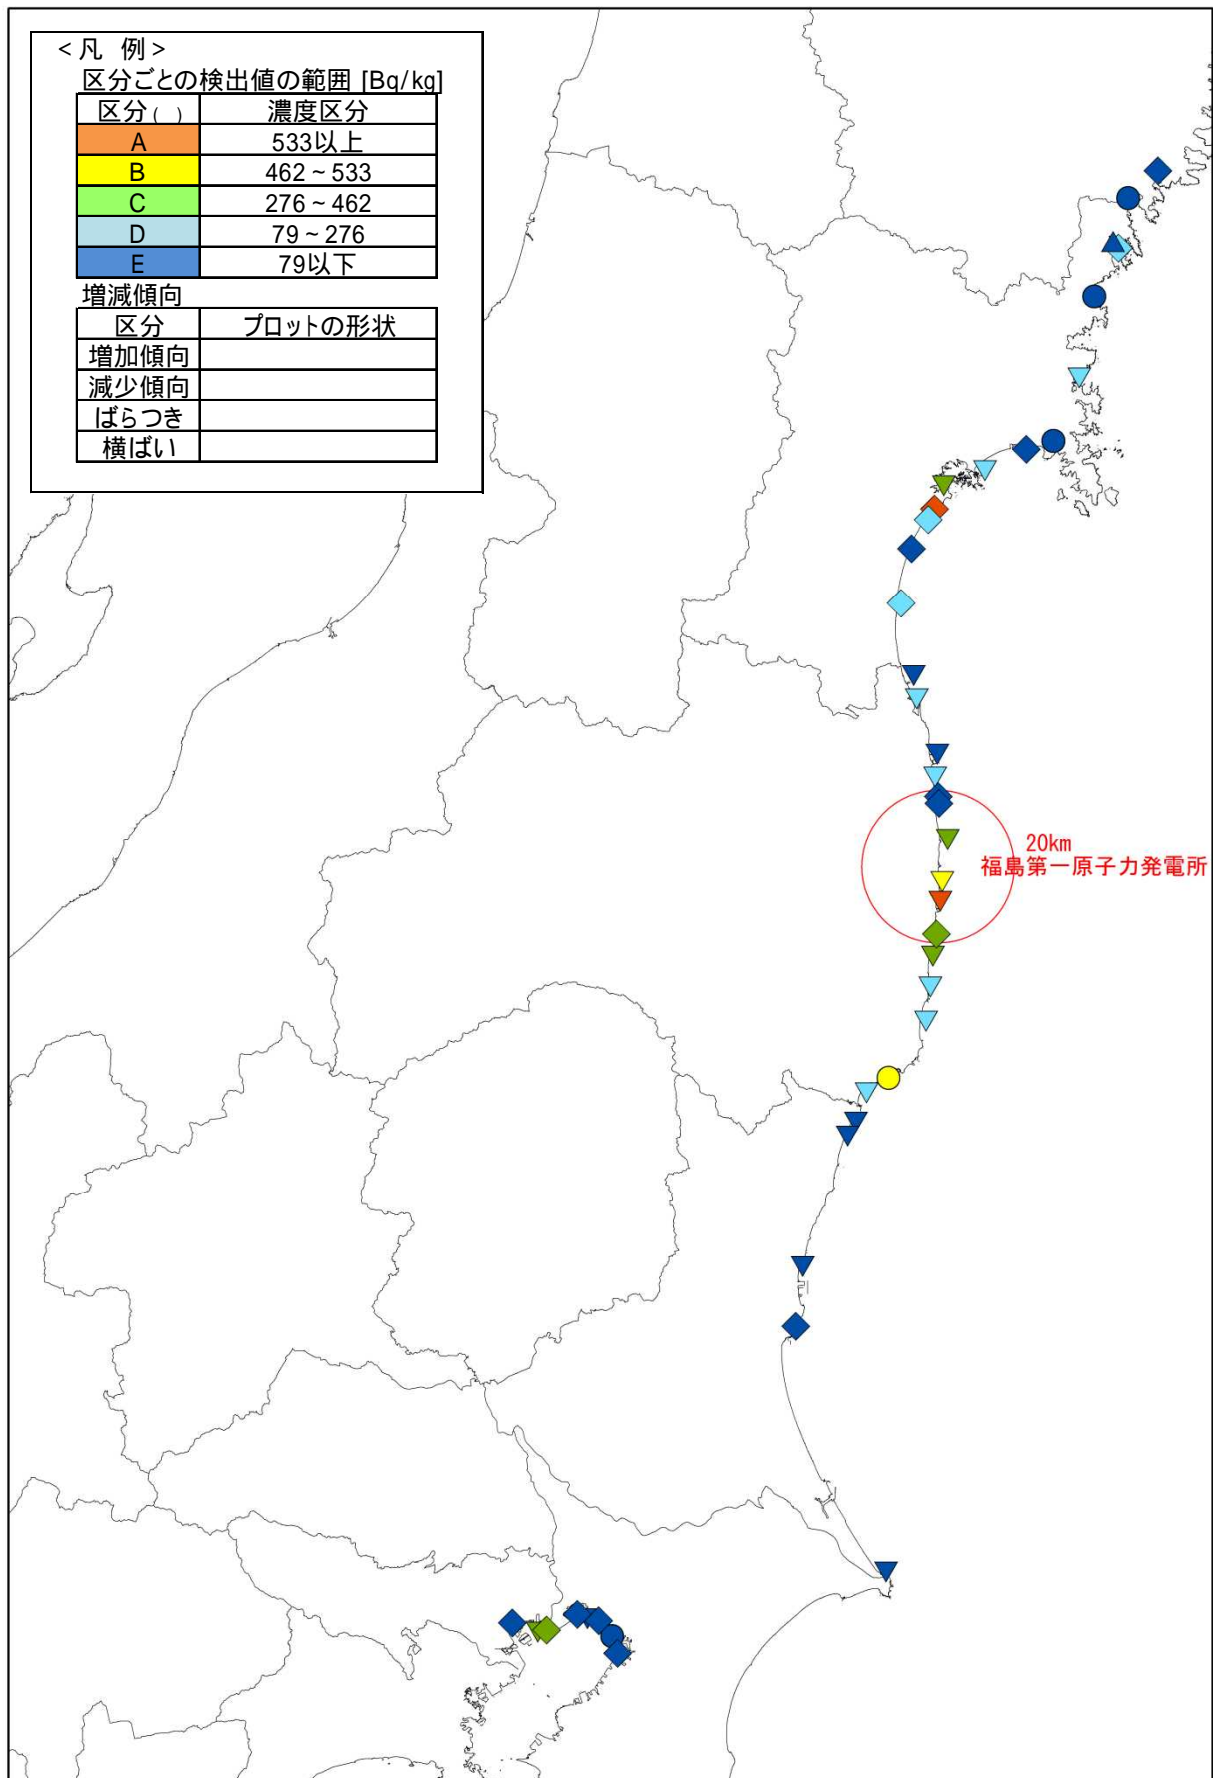 <凡 例>
区分ごとの検出値の範囲 [Bq/kg]
区分( ) 濃度区分
A 533以上
B 462~533
C 276~462
D 79~276
E 79以下
増減傾向
区分 プロットの形状
増加傾向
減少傾向
ばらつき
横ばい
20km
福島第一原子力発電所